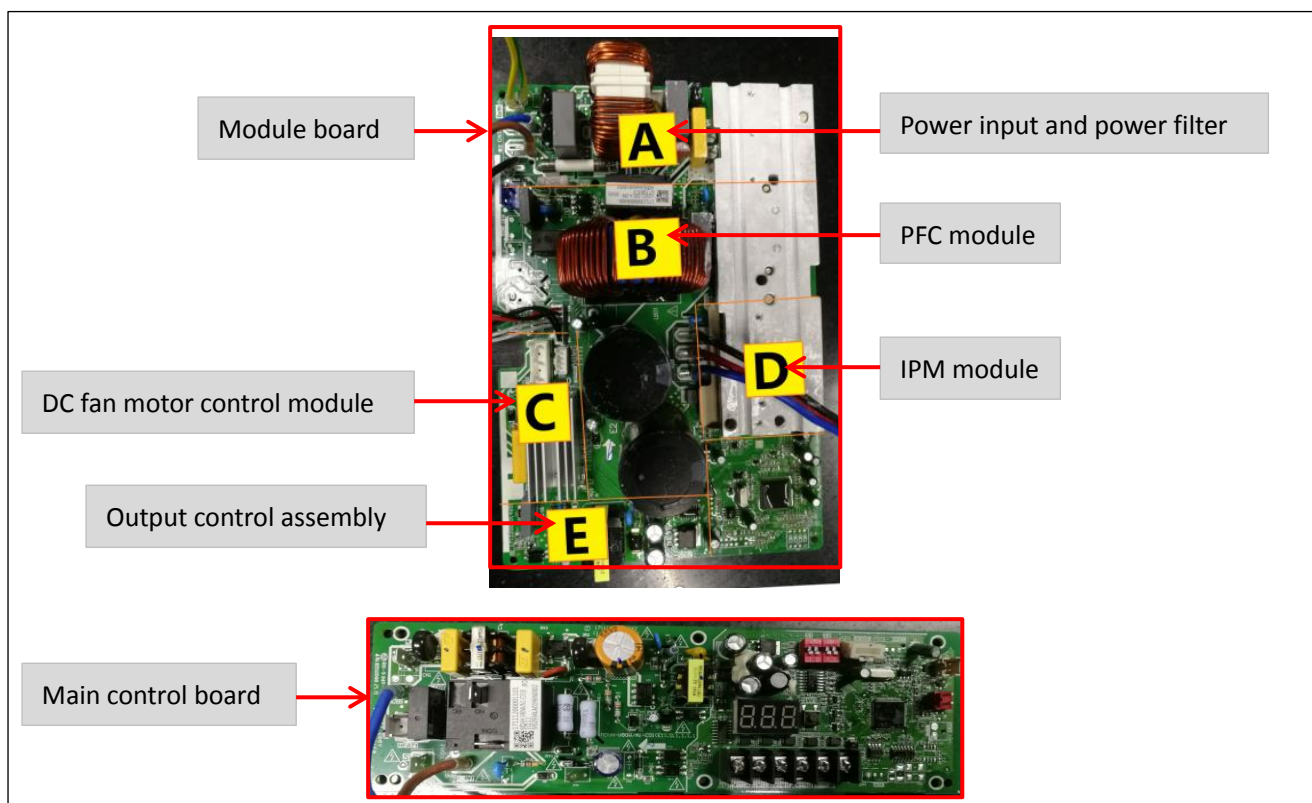 Module board
A
Power input and power filter
B
PFC module
D
IPM module
DC fan motor control module
C
Output control assembly
E
E2
Main control board